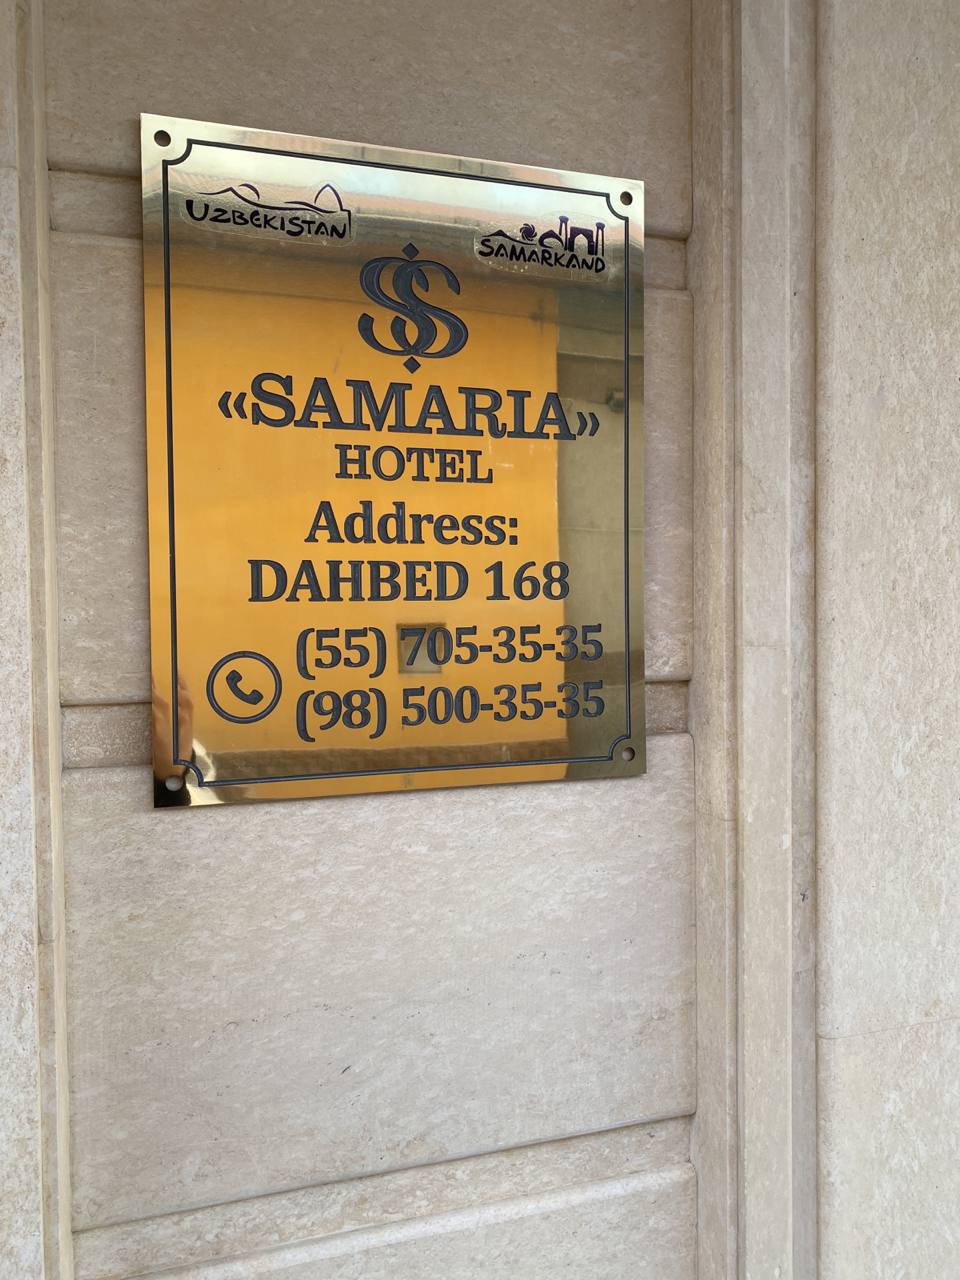 UZBEKISTAN
SAMARKAND
«SAMARIA»
HOTEL
Address:
DAHBED 168
(55) 705-35-35
(98) 500-35-35